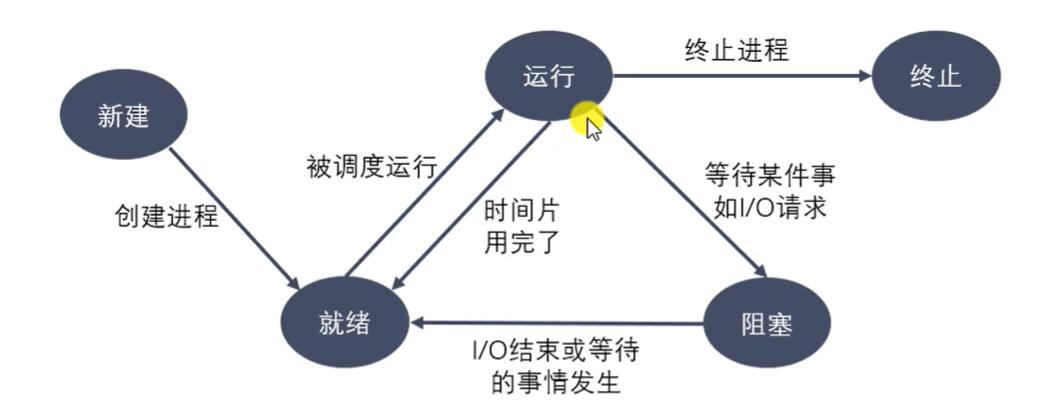 终止进程
运行
终止
新建
被调度运行
等待某件事
如I/O请求
创建进程
时间片
用完了
就绪
阻塞
I/O结束或等待
的事情发生